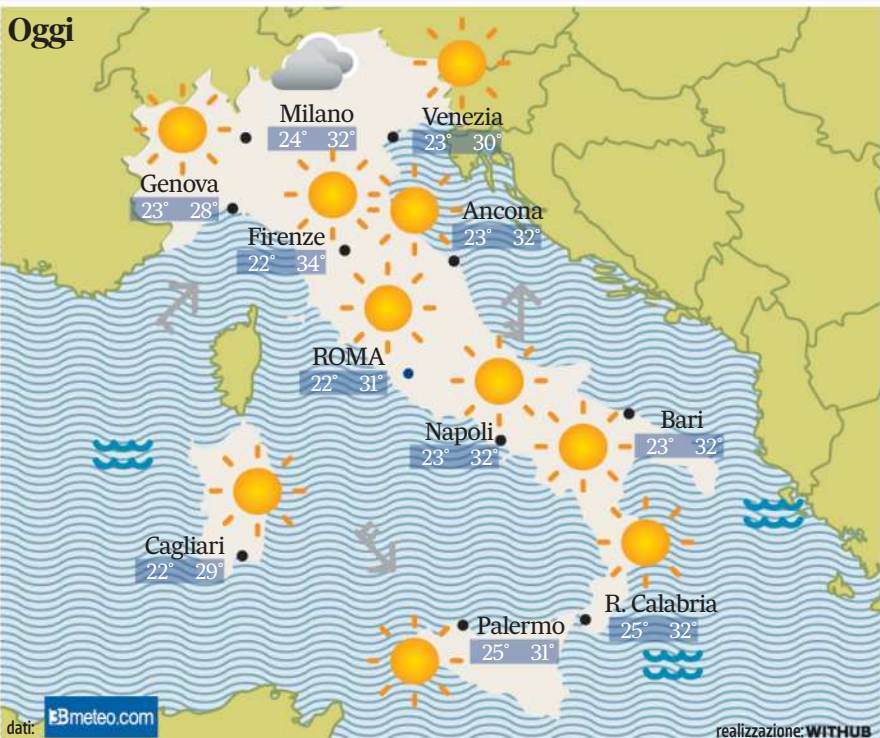 Oggi
Milano
24° 32°
Venezia
23° 30°
Genova
23° 28°
Firenze
22° 34°
Ancona
23° 32°
ROMA
22° 31°
Napoli
23° 32°
Bari
23° 32°
Cagliari
22° 29°
R. Calabria
25° 32°
Palermo
25° 31°
dati: 3Bmeteo.com
realizzazione: WITHUB